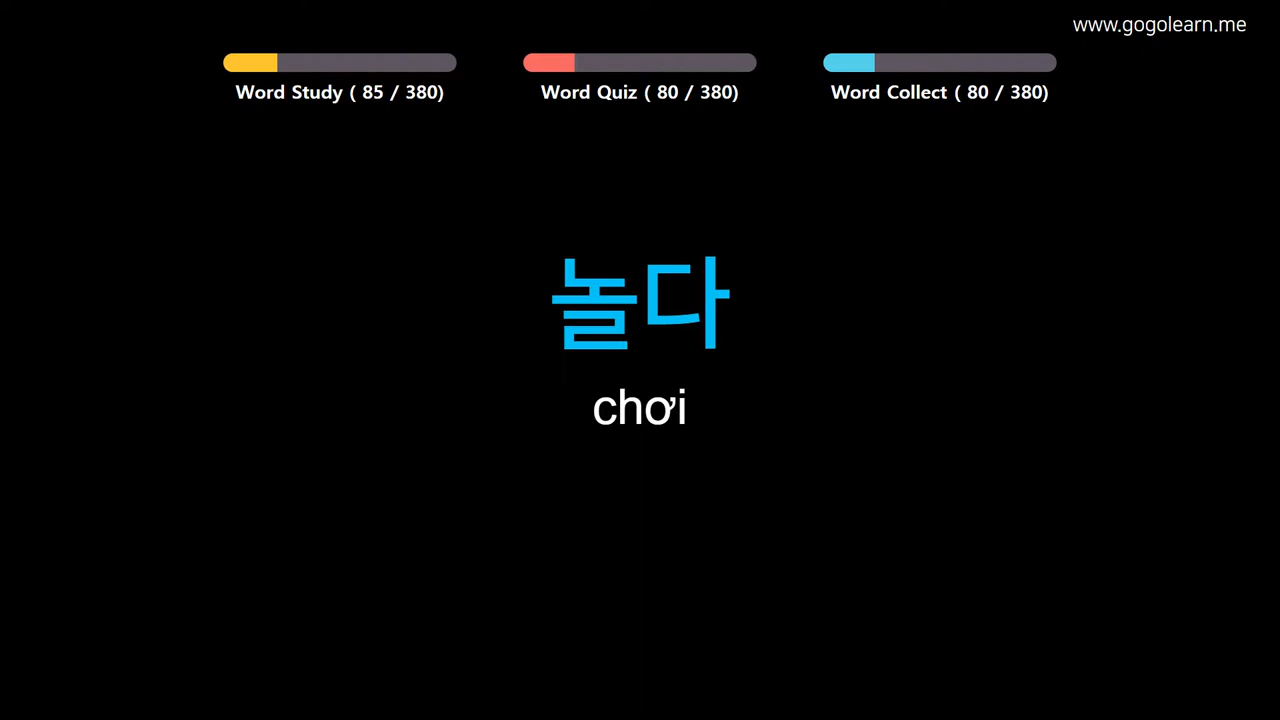 www.gogolearn.me
Word Study ( 85 / 380)
Word Quiz ( 80 / 380)
Word Collect ( 80 / 380)
놀다
chơi